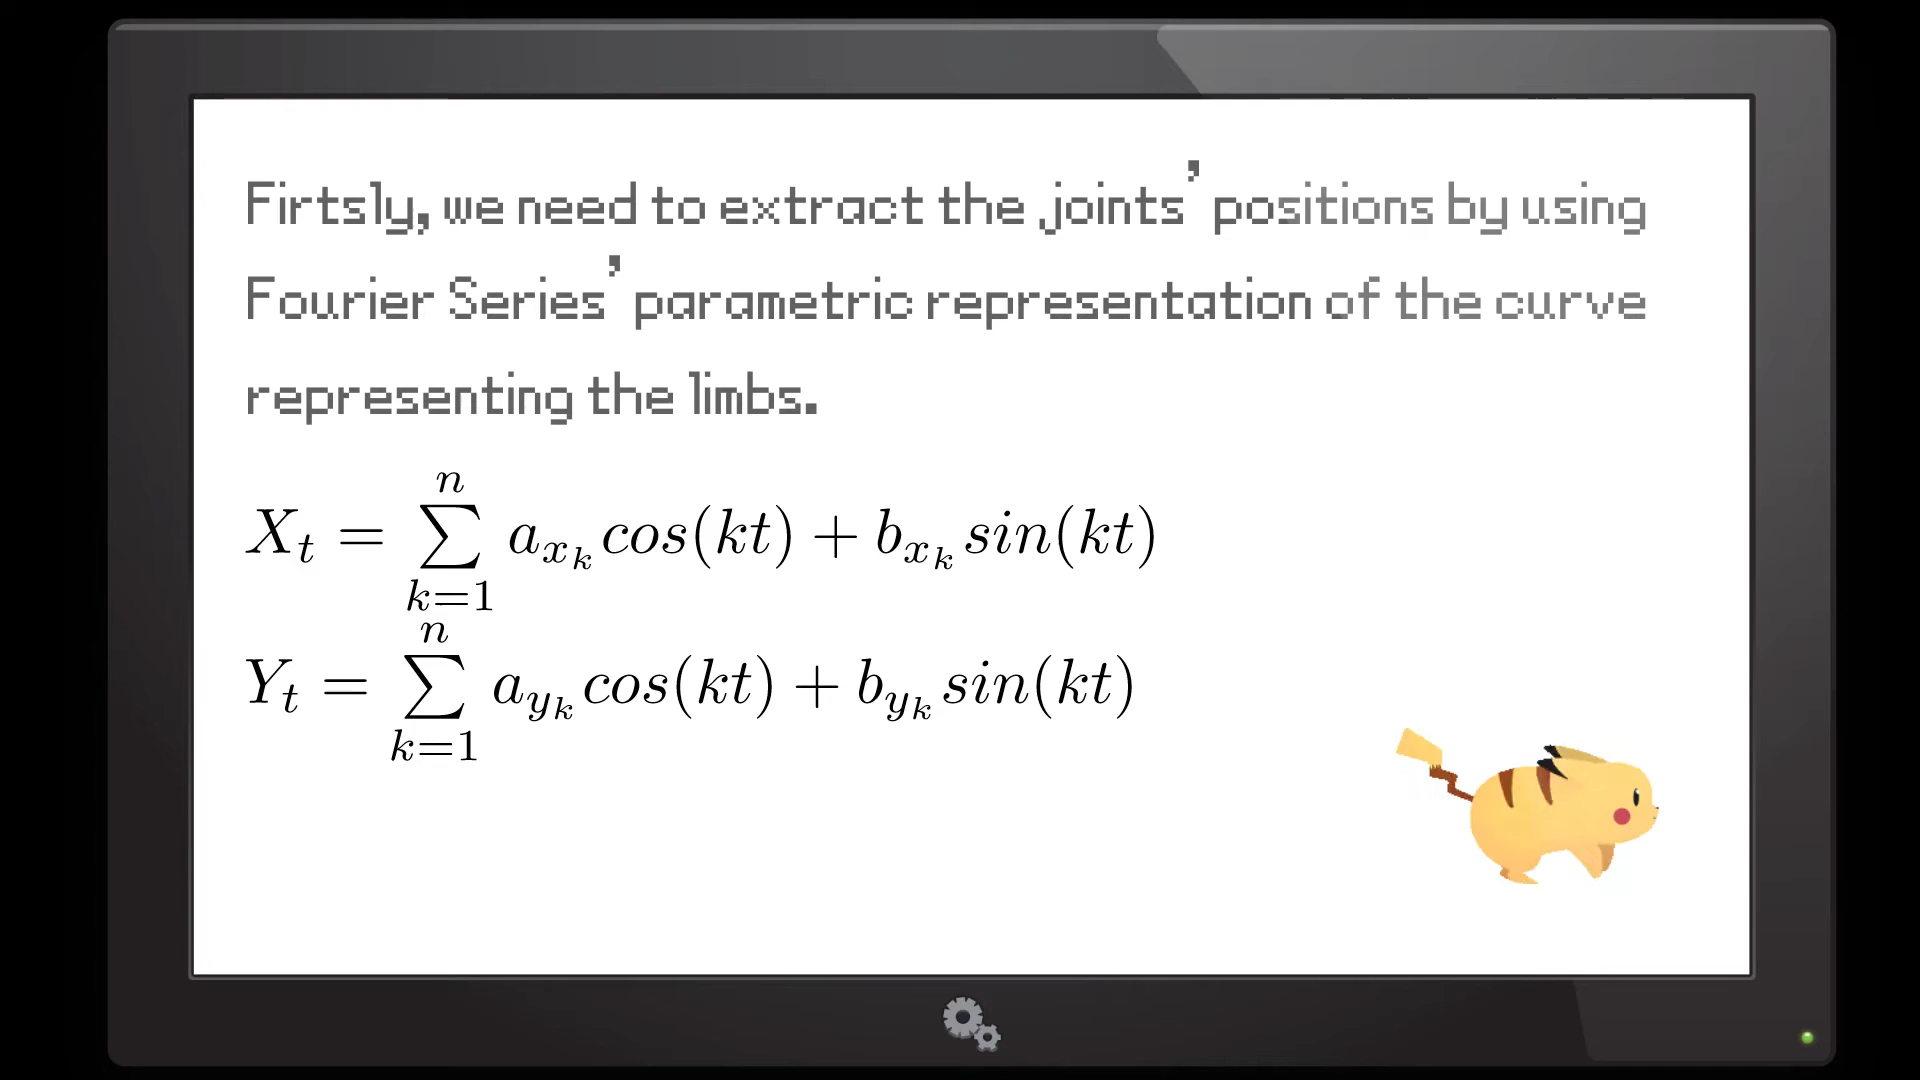 Firtsly, we need to extract the joints' positions by using
Fourier Series' parametric representation of the curve
representing the limbs.
X_t = \sum_{k=1}^{n} a_{x_k} cos(kt) + b_{x_k} sin(kt)
Y_t = \sum_{k=1}^{n} a_{y_k} cos(kt) + b_{y_k} sin(kt)